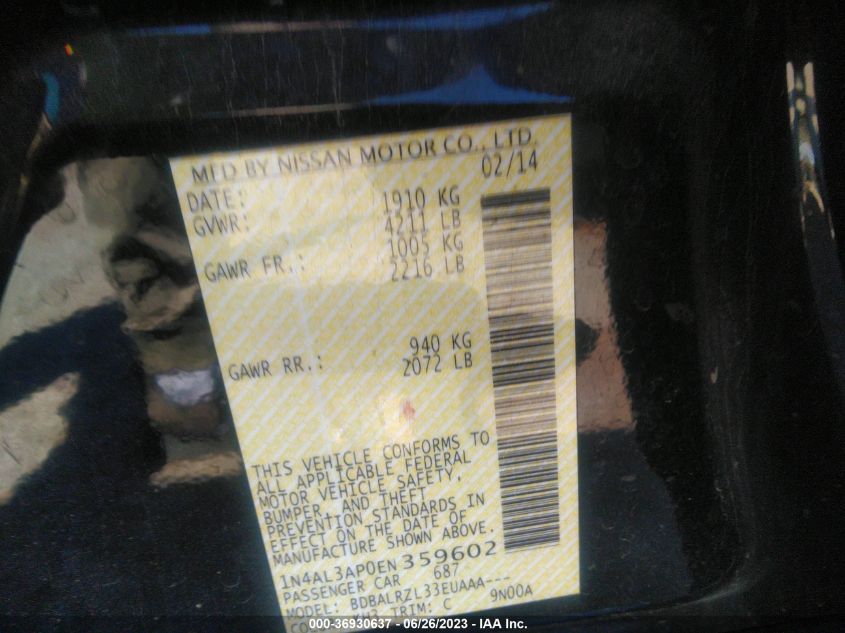 MFD BY NISSAN MOTOR CO., LTD.
DATE: 02/14
GVWR: 1910 KG
4211 LB
GAWR FR.: 1005 KG
2216 LB
GAWR RR.: 940 KG
2072 LB
THIS VEHICLE CONFORMS TO
ALL APPLICABLE FEDERAL
MOTOR VEHICLE SAFETY,
BUMPER, AND THEFT
PREVENTION STANDARDS IN
EFFECT ON THE DATE OF
MANUFACTURE SHOWN ABOVE.
1N4AL3AP0EN359602
PASSENGER CAR 687
MODEL: BDBALRZL33EUAAA---
TRIM: C 9N00A
000-36930637 - 06/26/2023 - IAA Inc.